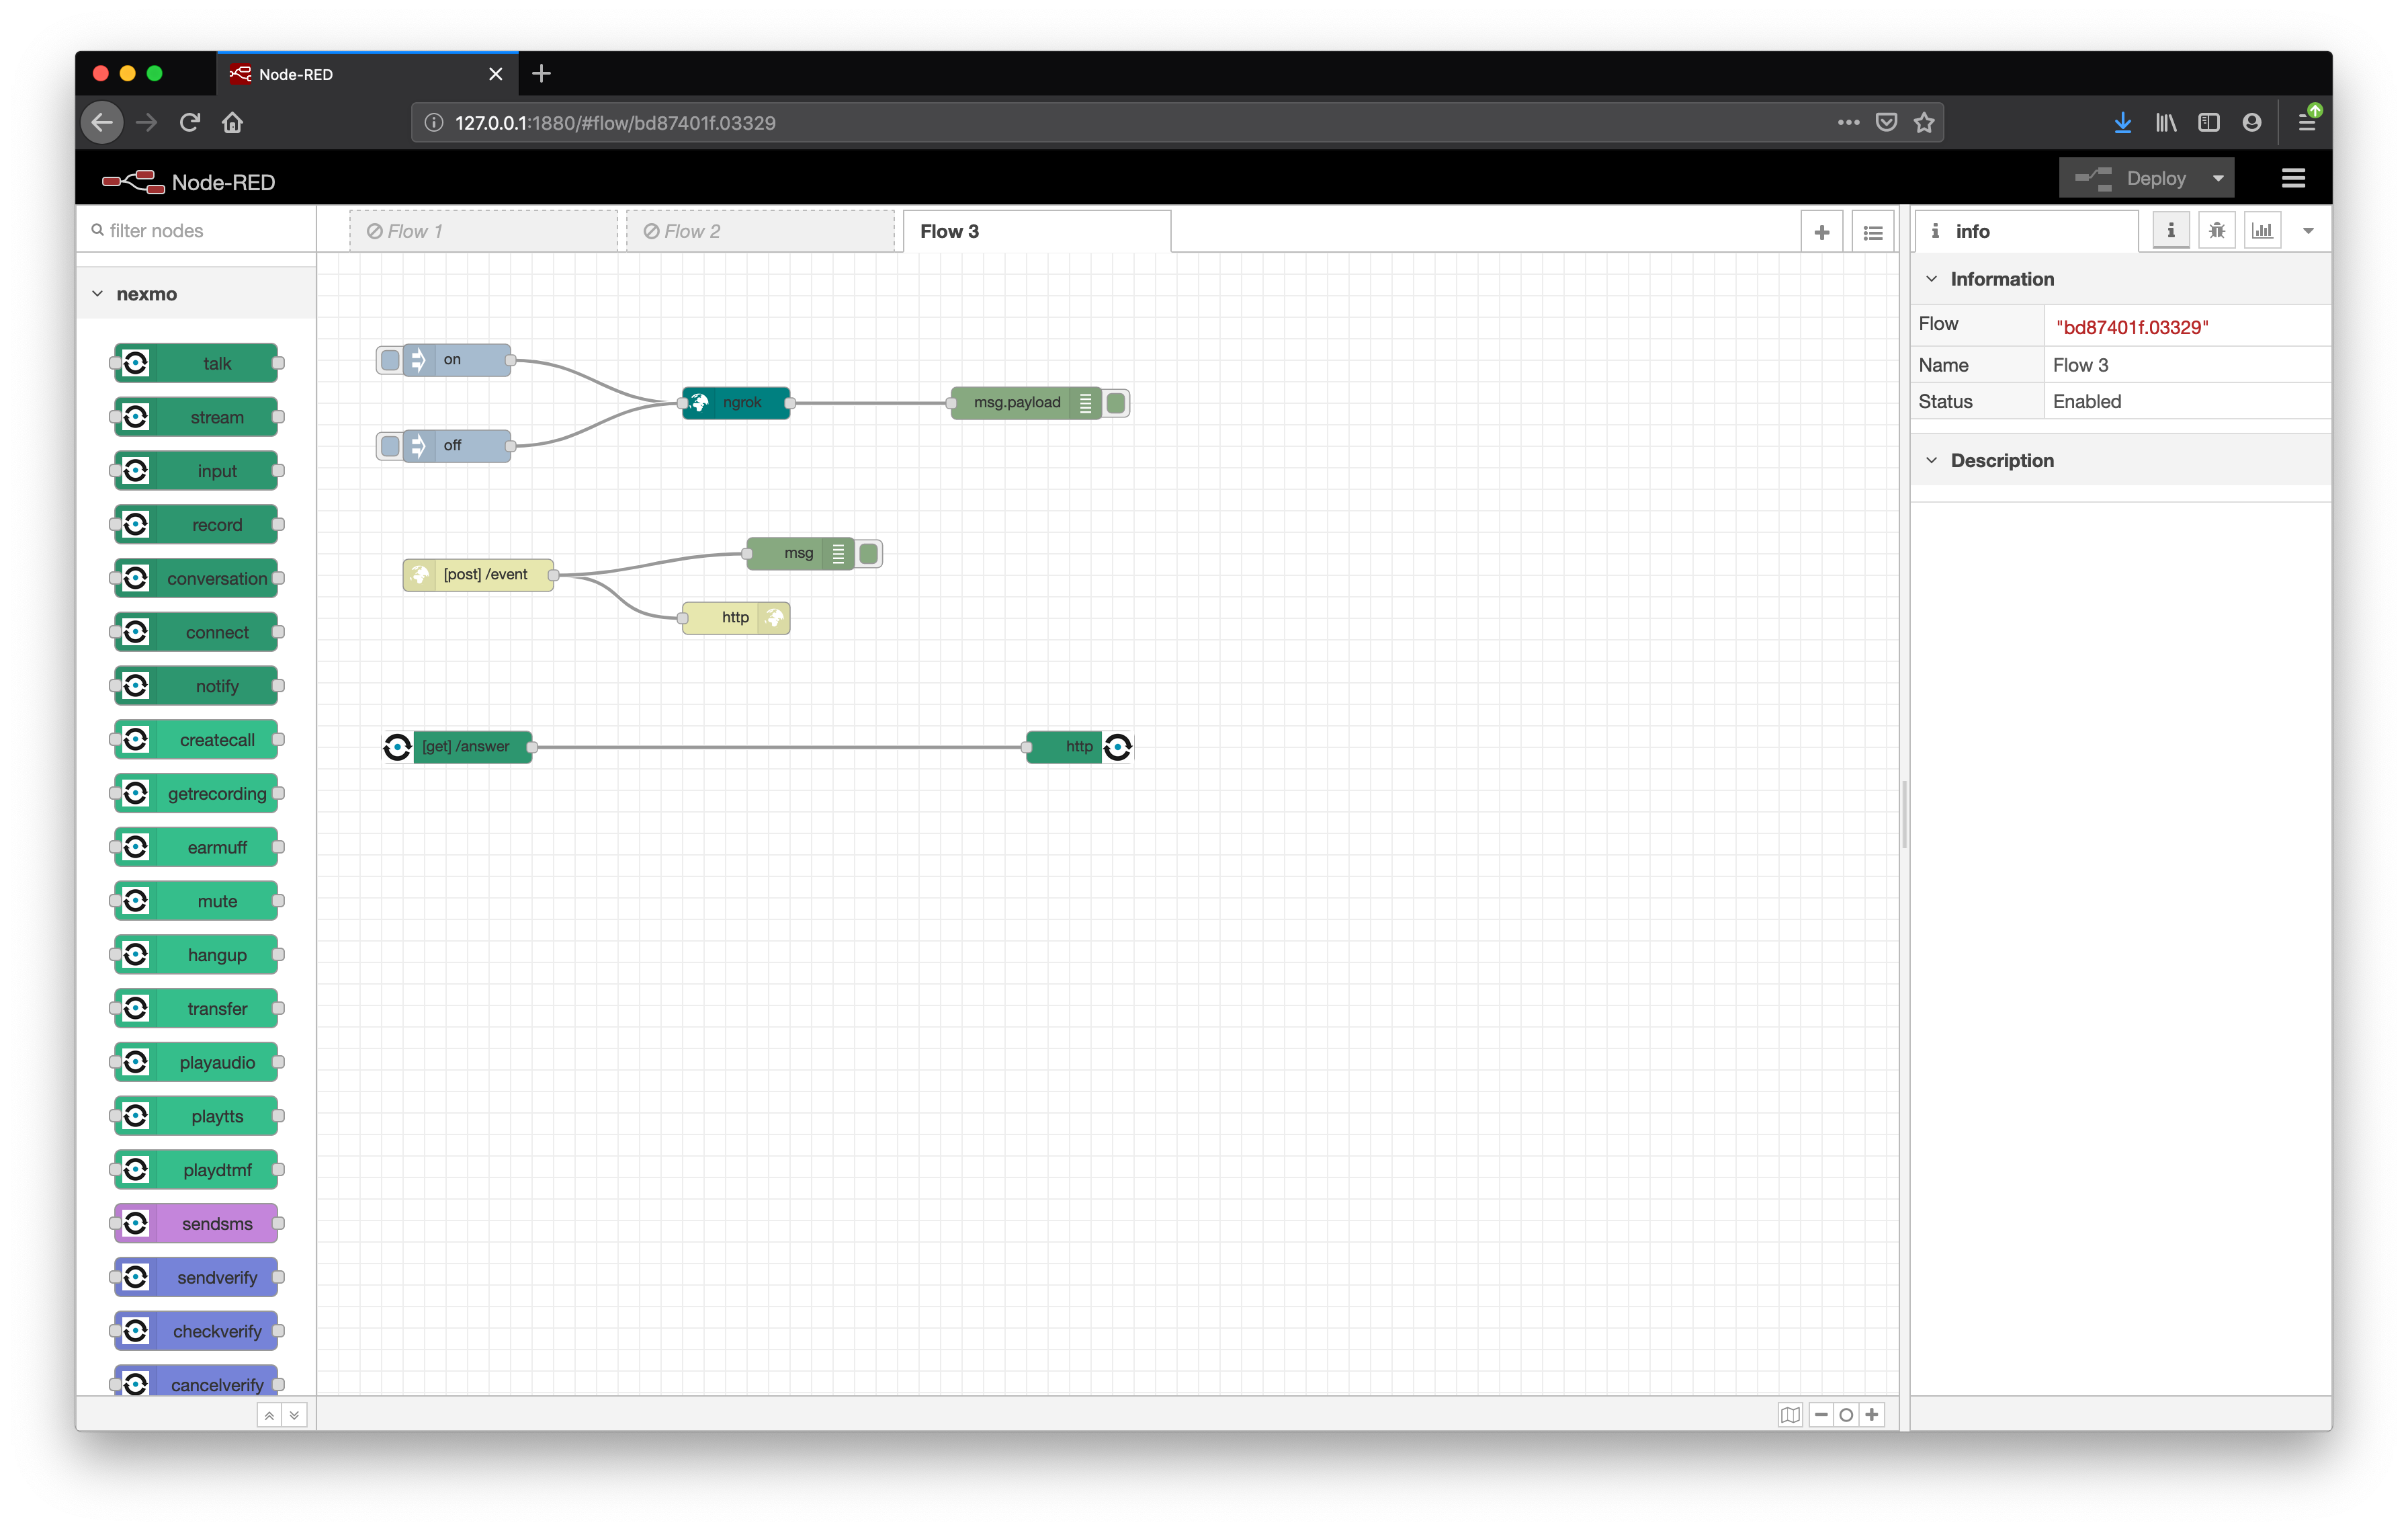 Node-RED
127.0.0.1:1880/#flow/bd87401f.03329
Node-RED
Deploy
filter nodes
Flow 1
Flow 2
Flow 3
info
nexmo
talk
stream
input
record
conversation
connect
notify
createcall
getrecording
earmuff
mute
hangup
transfer
playaudio
playtts
playdtmf
sendsms
sendverify
checkverify
cancelverify
on
off
ngrok
msg.payload
[post] /event
msg
http
[get] /answer
http
Information
Flow "bd87401f.03329"
Name Flow 3
Status Enabled
Description